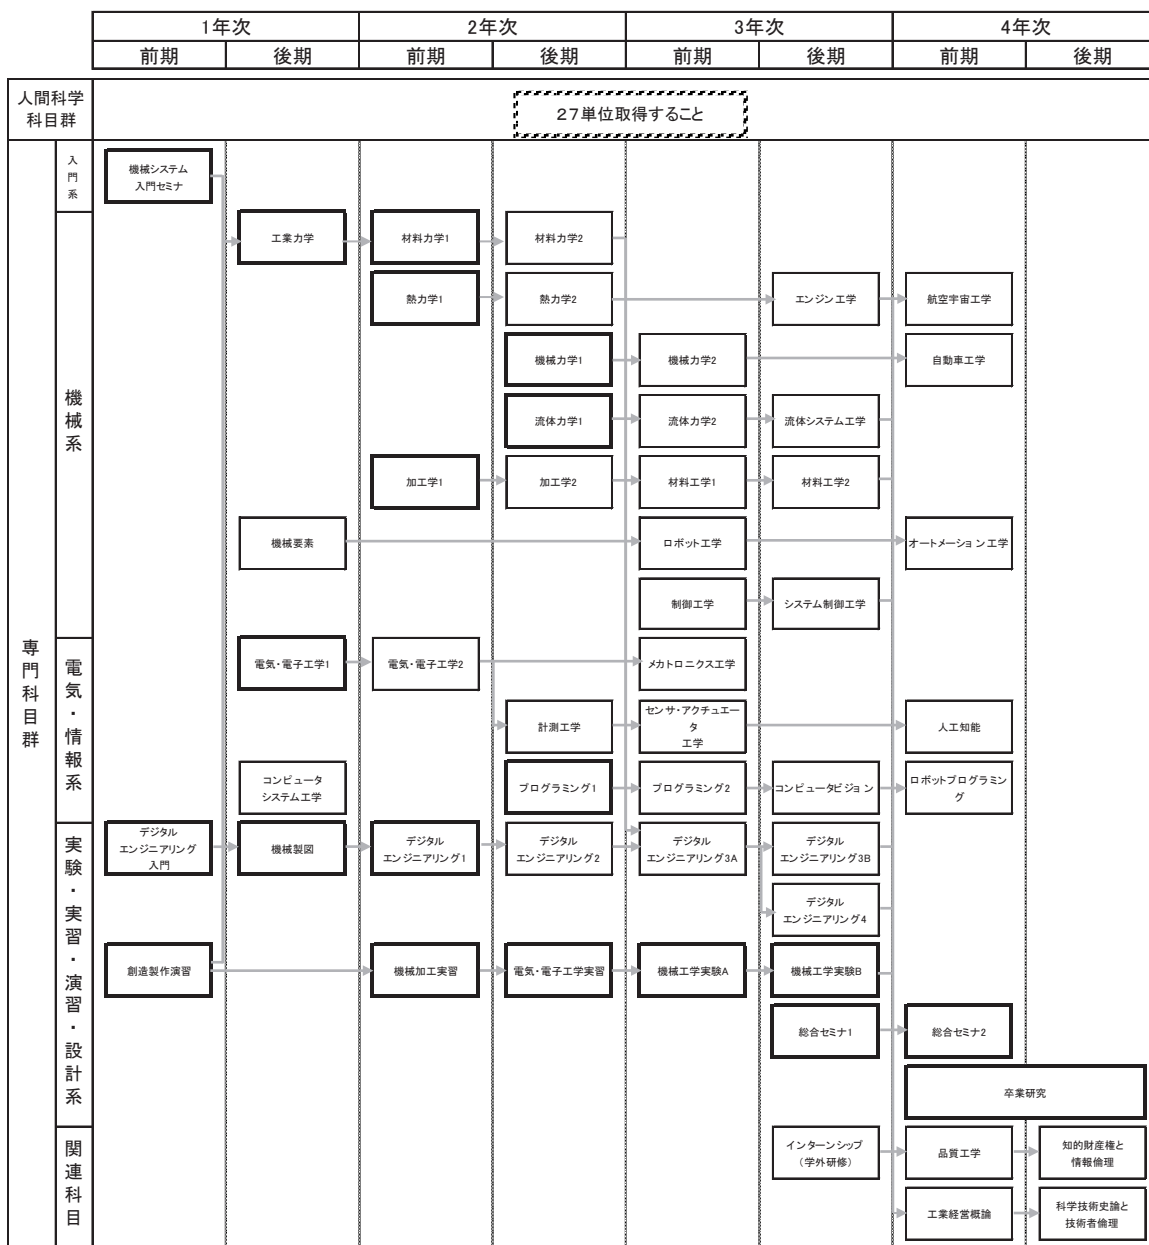 1年次
2年次
3年次
4年次
前期
後期
前期
後期
前期
後期
前期
後期
人間科学
科目群
27単位取得すること
専門科目群
入門系
機械システム
入門セミナ
機械系
工業力学
材料力学1
材料力学2
熱力学1
熱力学2
エンジン工学
航空宇宙工学
機械力学1
機械力学2
自動車工学
流体力学1
流体力学2
流体システム工学
加工学1
加工学2
材料工学1
材料工学2
機械要素
ロボット工学
オートメーション工学
制御工学
システム制御工学
電気・情報系
電気・電子工学1
電気・電子工学2
メカトロニクス工学
計測工学
センサ・アクチュエー
タ
工学
人工知能
コンピュータ
システム工学
プログラミング1
プログラミング2
コンピュータビジョン
ロボットプログラミン
グ
実験・実習・演習・設計系
デジタル
エンジニアリング
入門
機械製図
デジタル
エンジニアリング1
デジタル
エンジニアリング2
デジタル
エンジニアリング3A
デジタル
エンジニアリング3B
デジタル
エンジニアリング4
創造製作演習
機械加工実習
電気・電子工学実習
機械工学実験A
機械工学実験B
総合セミナ1
総合セミナ2
卒業研究
関連科目
インターンシップ
(学外研修)
品質工学
知的財産権と
情報倫理
工業経営概論
科学技術史論と
技術者倫理